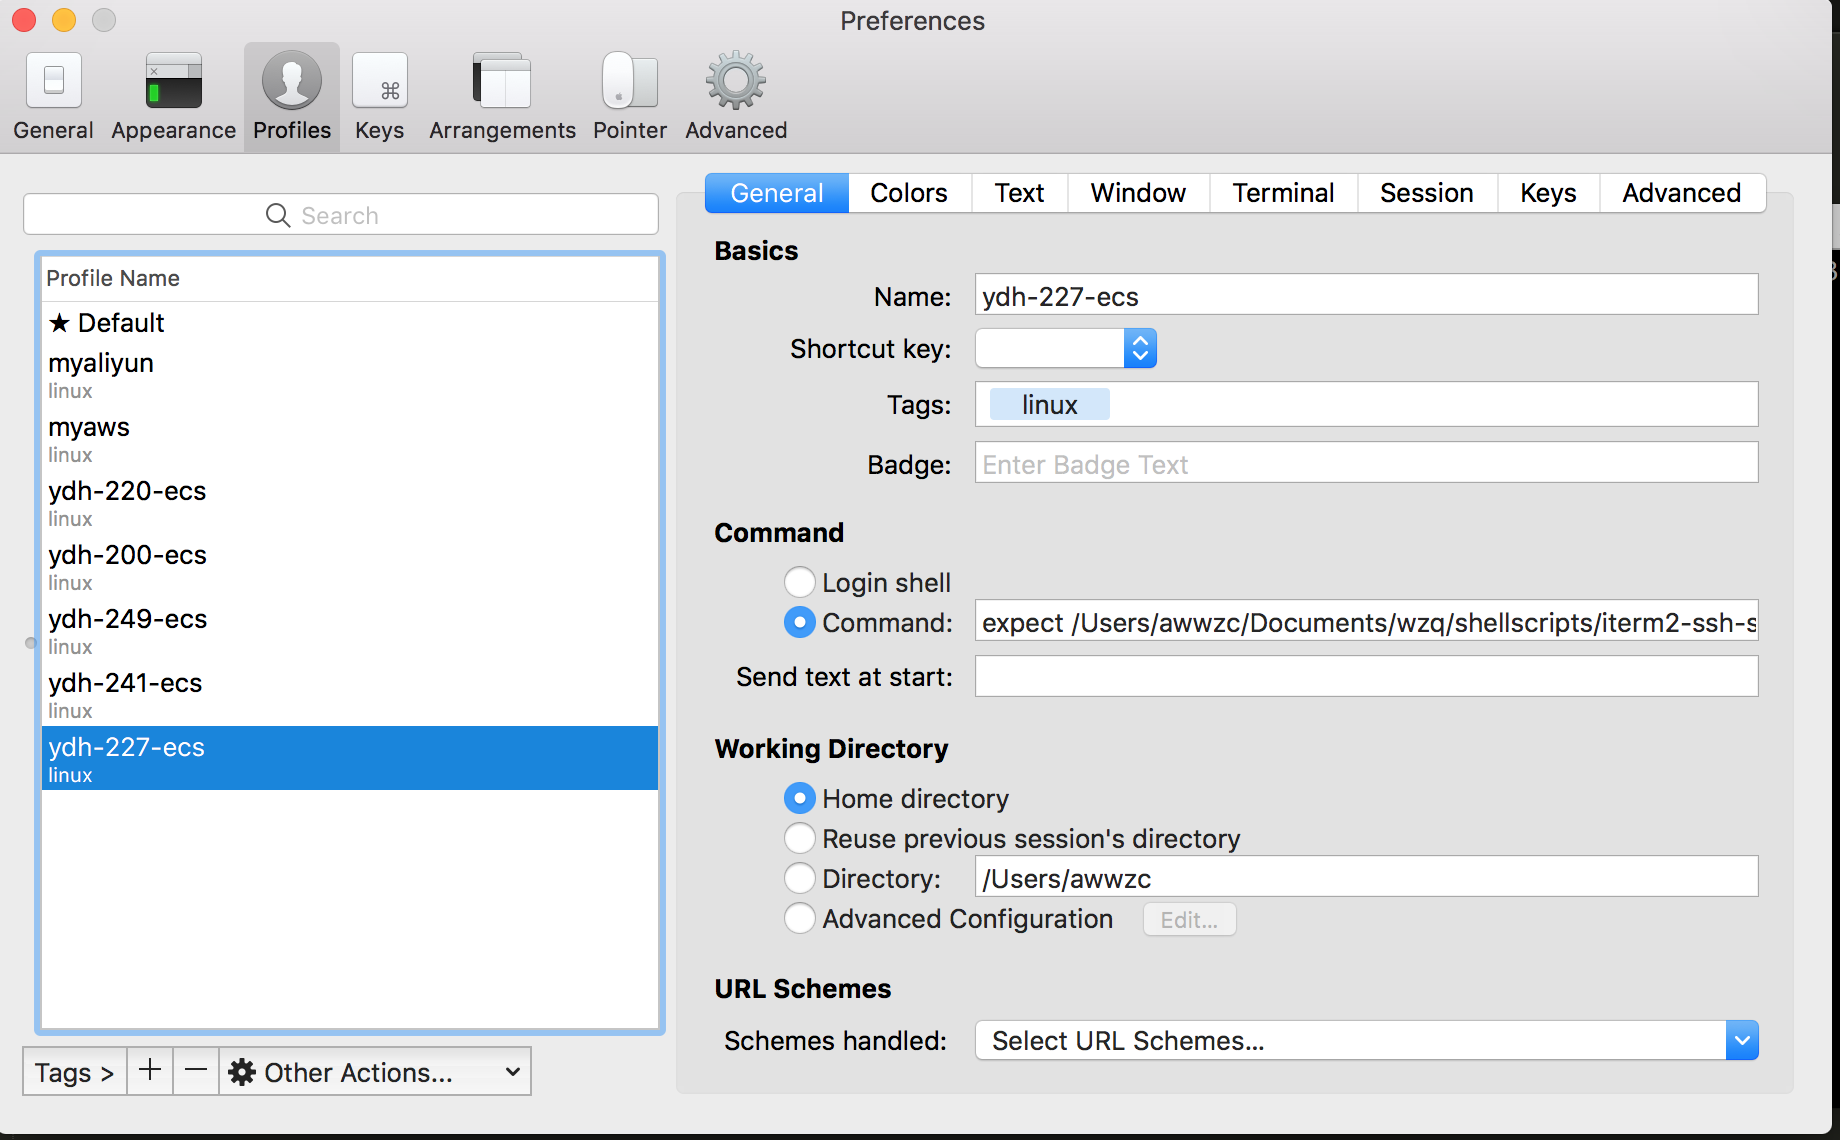 Preferences
General Appearance Profiles Keys Arrangements Pointer Advanced
Search
Profile Name
★ Default
myaliyun
linux
myaws
linux
ydh-220-ecs
linux
ydh-200-ecs
linux
ydh-249-ecs
linux
ydh-241-ecs
linux
ydh-227-ecs
linux
Tags > + − Other Actions...
General Colors Text Window Terminal Session Keys Advanced
Basics
Name: ydh-227-ecs
Shortcut key:
Tags: linux
Badge: Enter Badge Text
Command
Login shell
Command: expect /Users/awwzc/Documents/wzq/shellscripts/iterm2-ssh-s
Send text at start:
Working Directory
Home directory
Reuse previous session's directory
Directory: /Users/awwzc
Advanced Configuration Edit...
URL Schemes
Schemes handled: Select URL Schemes...